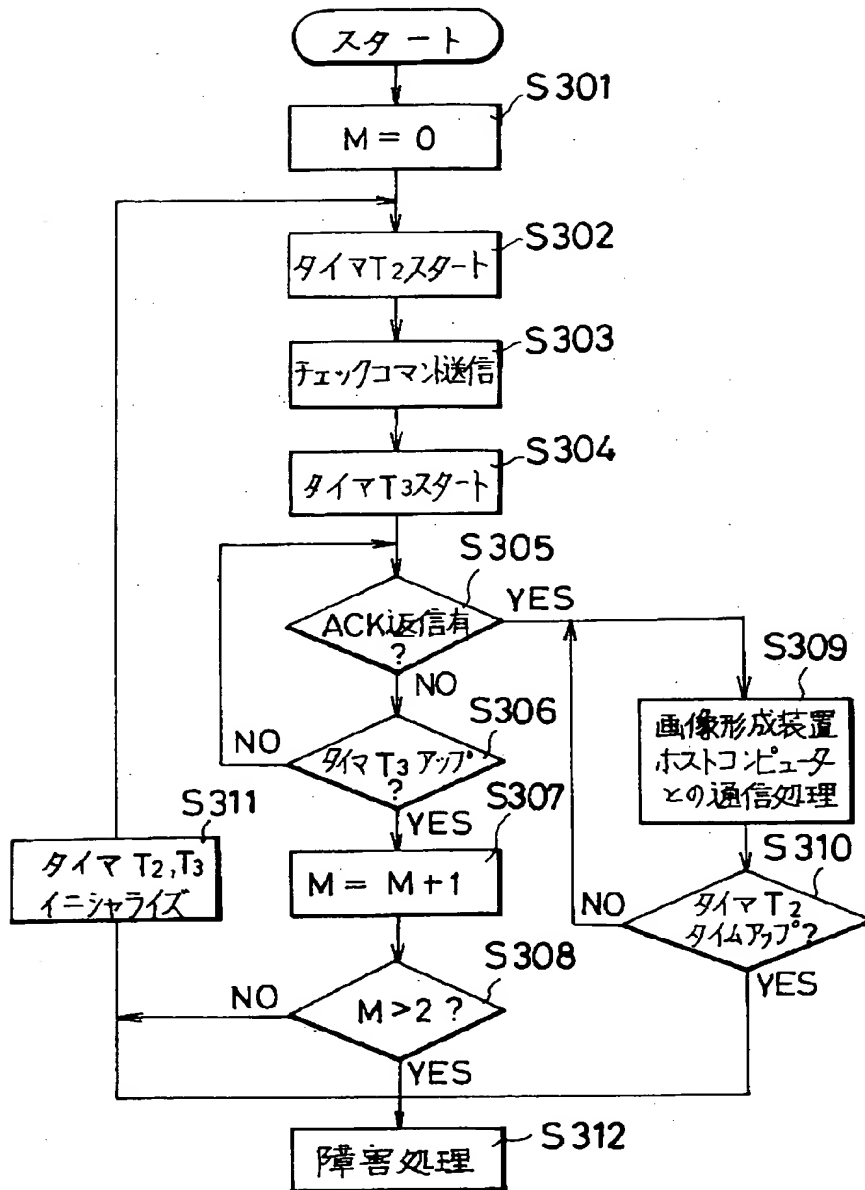 スタート
S301
M = 0
S302
タイマT2スタート
S303
チェックコマンド送信
S304
タイマT3スタート
S305
ACK返信有
?
YES
NO
S306
タイマT3アップ
?
NO
YES
S307
M = M+1
S308
M>2 ?
NO
YES
S309
画像形成装置
ホストコンピューター
との通信処理
S310
タイマT2
タイムアップ?
NO
YES
S311
タイマ T2,T3
イニシャライズ
S312
障害処理